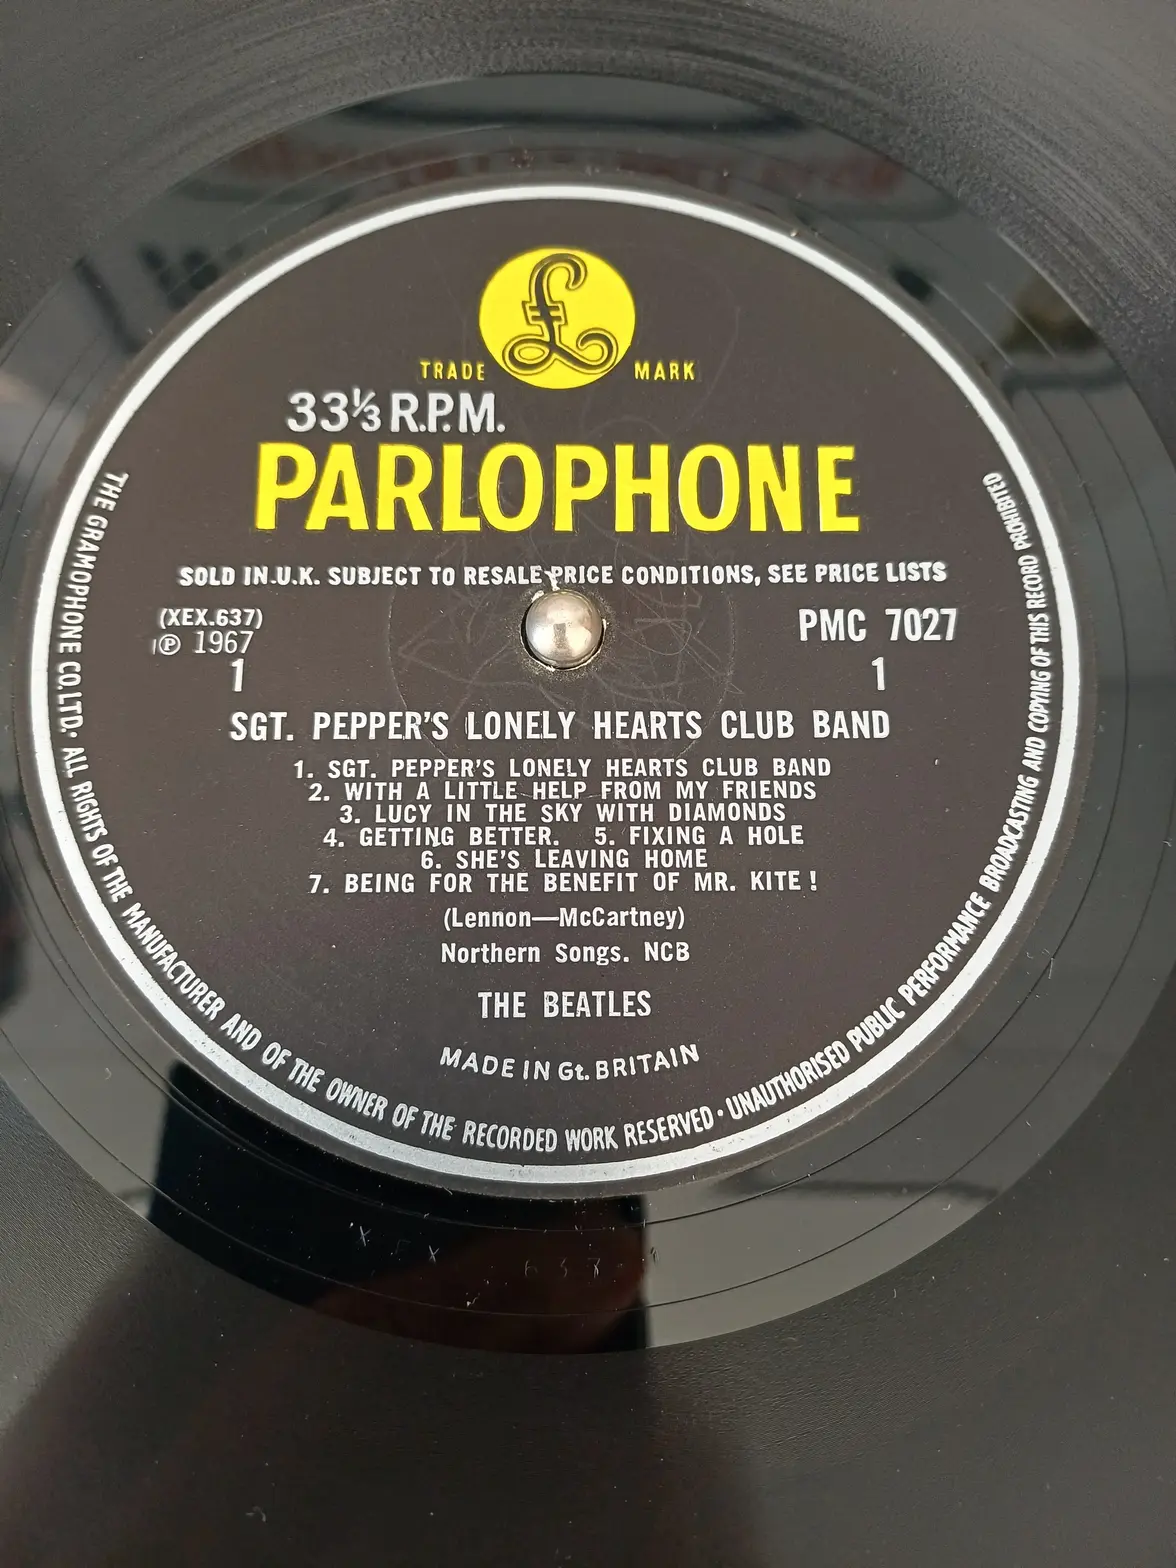 TRADE MARK
33⅓ R.P.M.
PARLOPHONE
SOLD IN.U.K. SUBJECT TO RESALE PRICE CONDITIONS, SEE PRICE LISTS
(XEX.637) PMC 7027
℗ 1967
1 1
SGT. PEPPER'S LONELY HEARTS CLUB BAND
1. SGT. PEPPER'S LONELY HEARTS CLUB BAND
2. WITH A LITTLE HELP FROM MY FRIENDS
3. LUCY IN THE SKY WITH DIAMONDS
4. GETTING BETTER. 5. FIXING A HOLE
6. SHE'S LEAVING HOME
7. BEING FOR THE BENEFIT OF MR. KITE!
(Lennon—McCartney)
Northern Songs. NCB
THE BEATLES
MADE IN Gt. BRITAIN
THE GRAMOPHONE CO. LTD. ALL RIGHTS OF THE MANUFACTURER AND OF THE OWNER OF THE RECORDED WORK RESERVED · UNAUTHORISED PUBLIC PERFORMANCE BROADCASTING AND COPYING OF THIS RECORD PROHIBITED
XEX